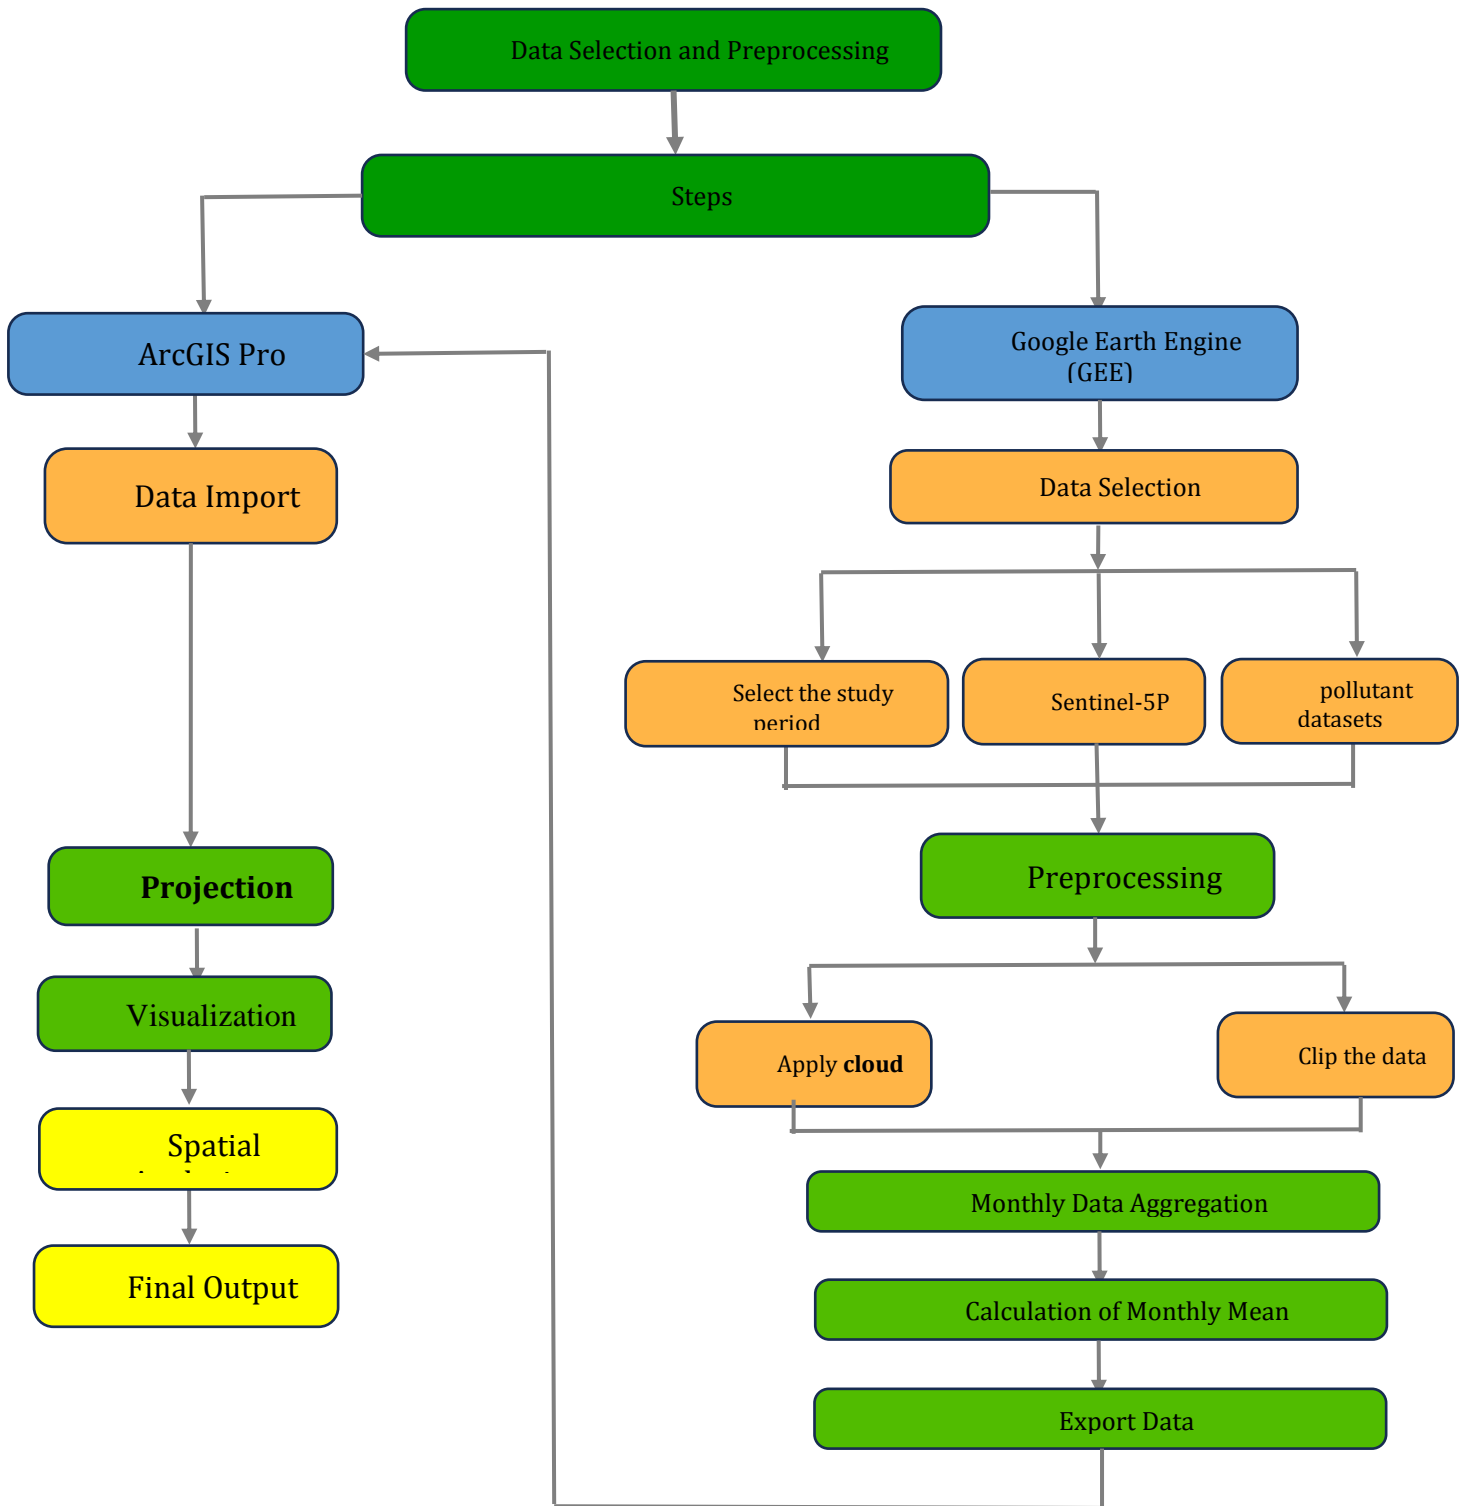 Data Selection and Preprocessing
Steps
ArcGIS Pro
Google Earth Engine
(GEE)
Data Import
Data Selection
Select the study
period
Sentinel-5P
pollutant
datasets
Projection
Preprocessing
Visualization
Apply cloud
Clip the data
Spatial
Monthly Data Aggregation
Final Output
Calculation of Monthly Mean
Export Data